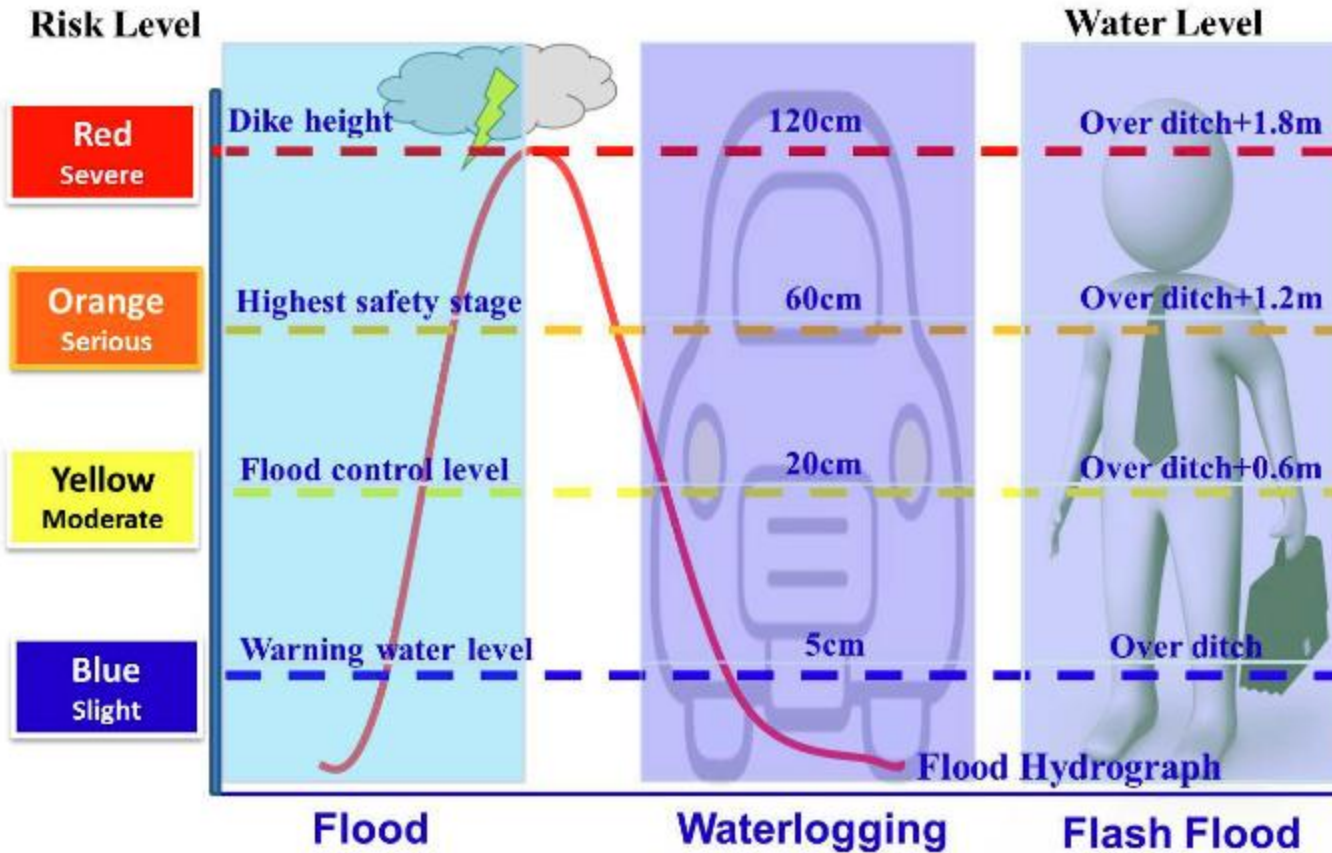 Risk Level
Water Level
Red
Severe
Dike height
120cm
Over ditch+1.8m
Orange
Serious
Highest safety stage
60cm
Over ditch+1.2m
Yellow
Moderate
Flood control level
20cm
Over ditch+0.6m
Blue
Slight
Warning water level
5cm
Over ditch
Flood Hydrograph
Flood
Waterlogging
Flash Flood